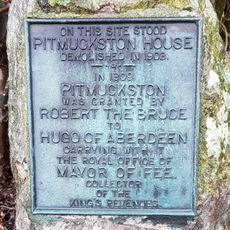 ON THIS SITE STOOD
PITMUCKSTON HOUSE
DEMOLISHED IN 1908.
IN 1309
PITMUCKSTON
WAS GRANTED BY
ROBERT THE BRUCE
TO
HUGO OF ABERDEEN
CARRYING WITH IT
THE ROYAL OFFICE OF
MAYOR OF FEE,
COLLECTOR
OF THE
KING'S REVENUES.